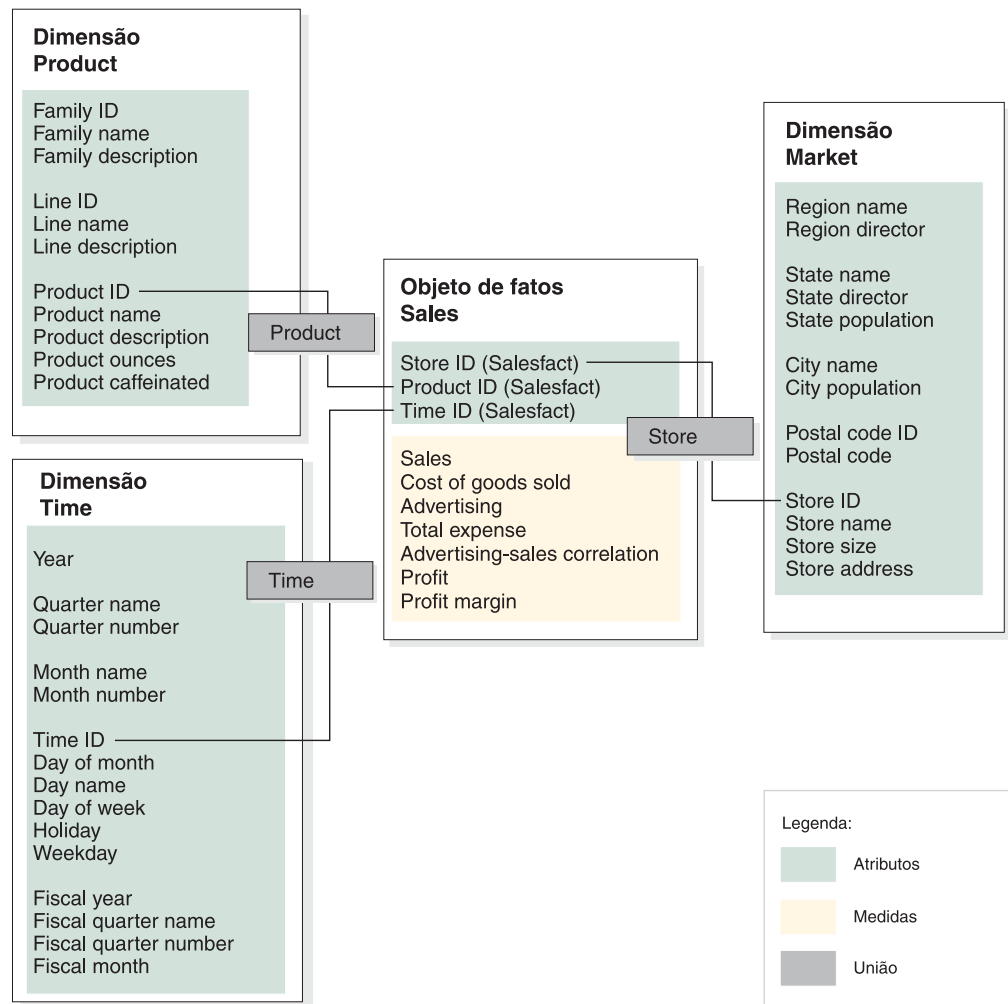 Dimensão
Product
Family ID
Family name
Family description
Line ID
Line name
Line description
Product ID
Product name
Product description
Product ounces
Product caffeinated
Product
Dimensão
Time
Year
Quarter name
Quarter number
Month name
Month number
Time ID
Day of month
Day name
Day of week
Holiday
Weekday
Fiscal year
Fiscal quarter name
Fiscal quarter number
Fiscal month
Time
Objeto de fatos
Sales
Store ID (Salesfact)
Product ID (Salesfact)
Time ID (Salesfact)
Sales
Cost of goods sold
Advertising
Total expense
Advertising-sales correlation
Profit
Profit margin
Store
Dimensão
Market
Region name
Region director
State name
State director
State population
City name
City population
Postal code ID
Postal code
Store ID
Store name
Store size
Store address
Legenda:
Atributos
Medidas
União